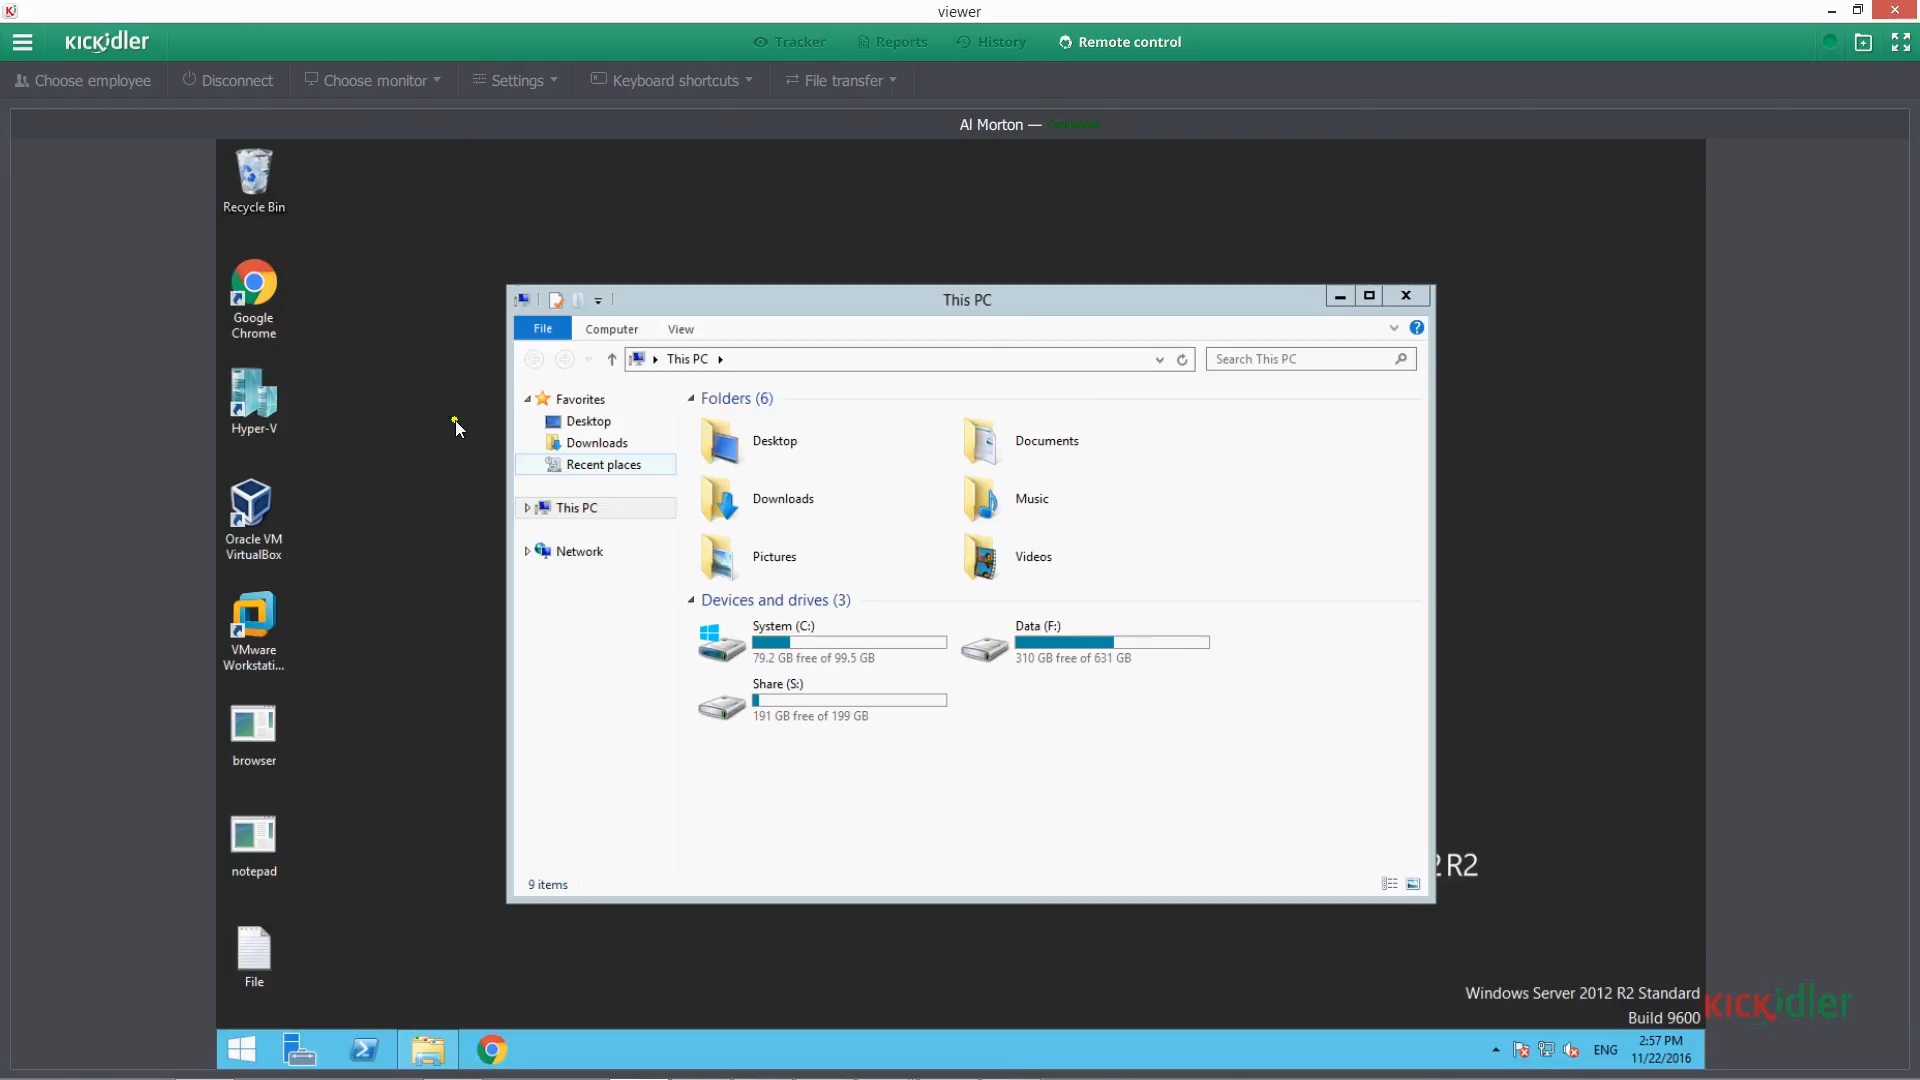 viewer
KiCKidler
Tracker
Reports
History
Remote control
Choose employee
Disconnect
Choose monitor
Settings
Keyboard shortcuts
File transfer
Al Morton —
Recycle Bin
Google
Chrome
Hyper-V
Oracle VM
VirtualBox
VMware
Workstati...
browser
notepad
File
This PC
File
Computer
View
This PC
Search This PC
Favorites
Desktop
Downloads
Recent places
This PC
Network
Folders (6)
Desktop
Documents
Downloads
Music
Pictures
Videos
Devices and drives (3)
System (C:)
79.2 GB free of 99.5 GB
Data (F:)
310 GB free of 631 GB
Share (S:)
191 GB free of 199 GB
9 items
2 R2
Windows Server 2012 R2 Standard
Build 9600
KiCKidler
ENG
2:57 PM
11/22/2016